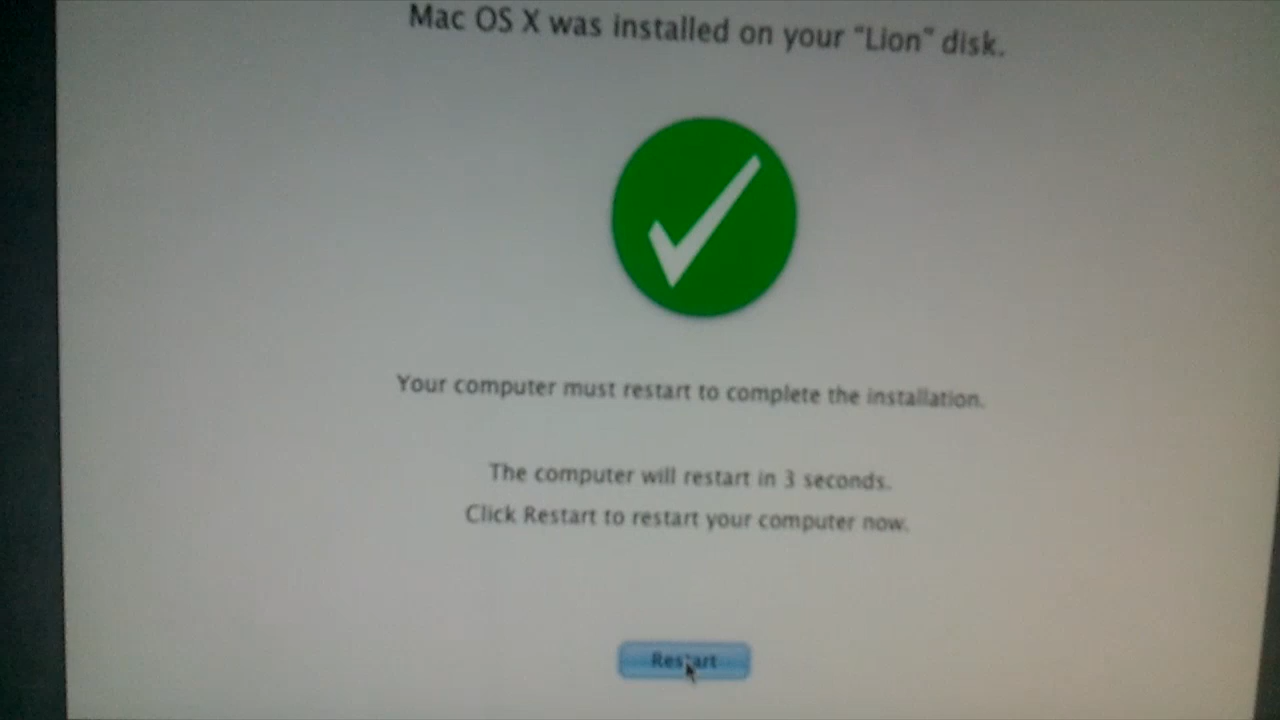 Mac OS X was installed on your “Lion” disk.
Your computer must restart to complete the installation.
The computer will restart in 3 seconds.
Click Restart to restart your computer now.
Restart